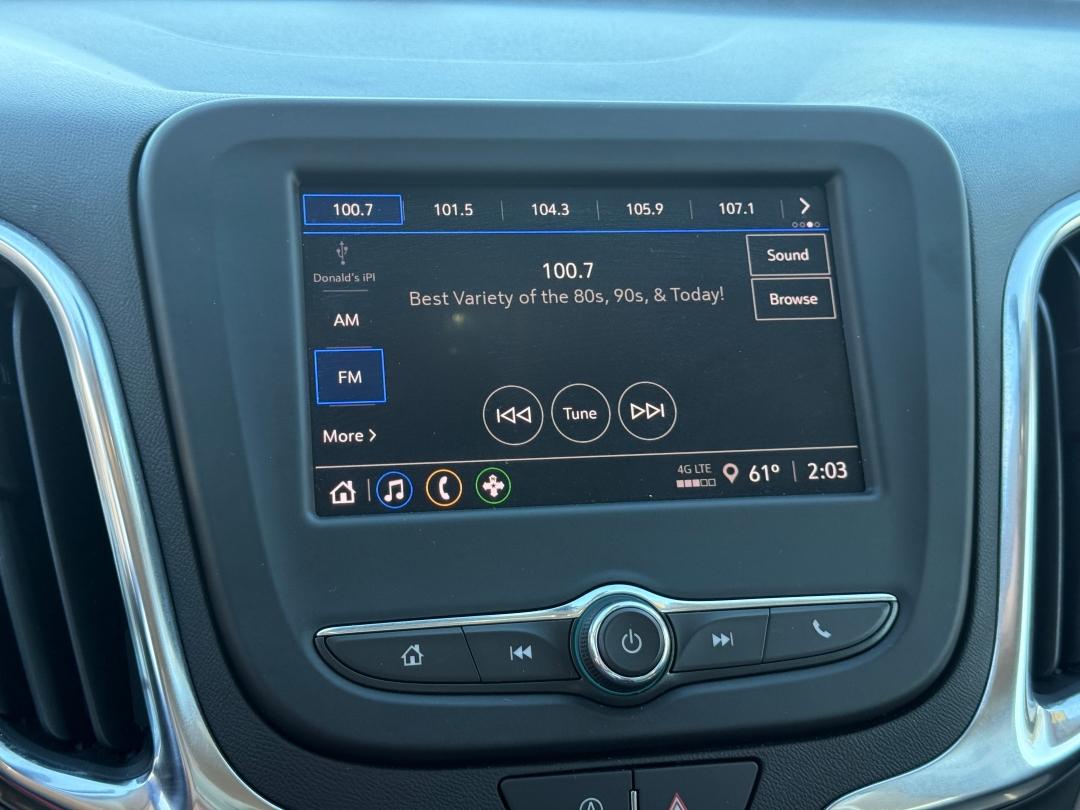 100.7 101.5 104.3 105.9 107.1
Donald's iPl
AM
FM
More
100.7
Best Variety of the 80s, 90s, & Today!
Sound
Browse
Tune
4G LTE
61° 2:03